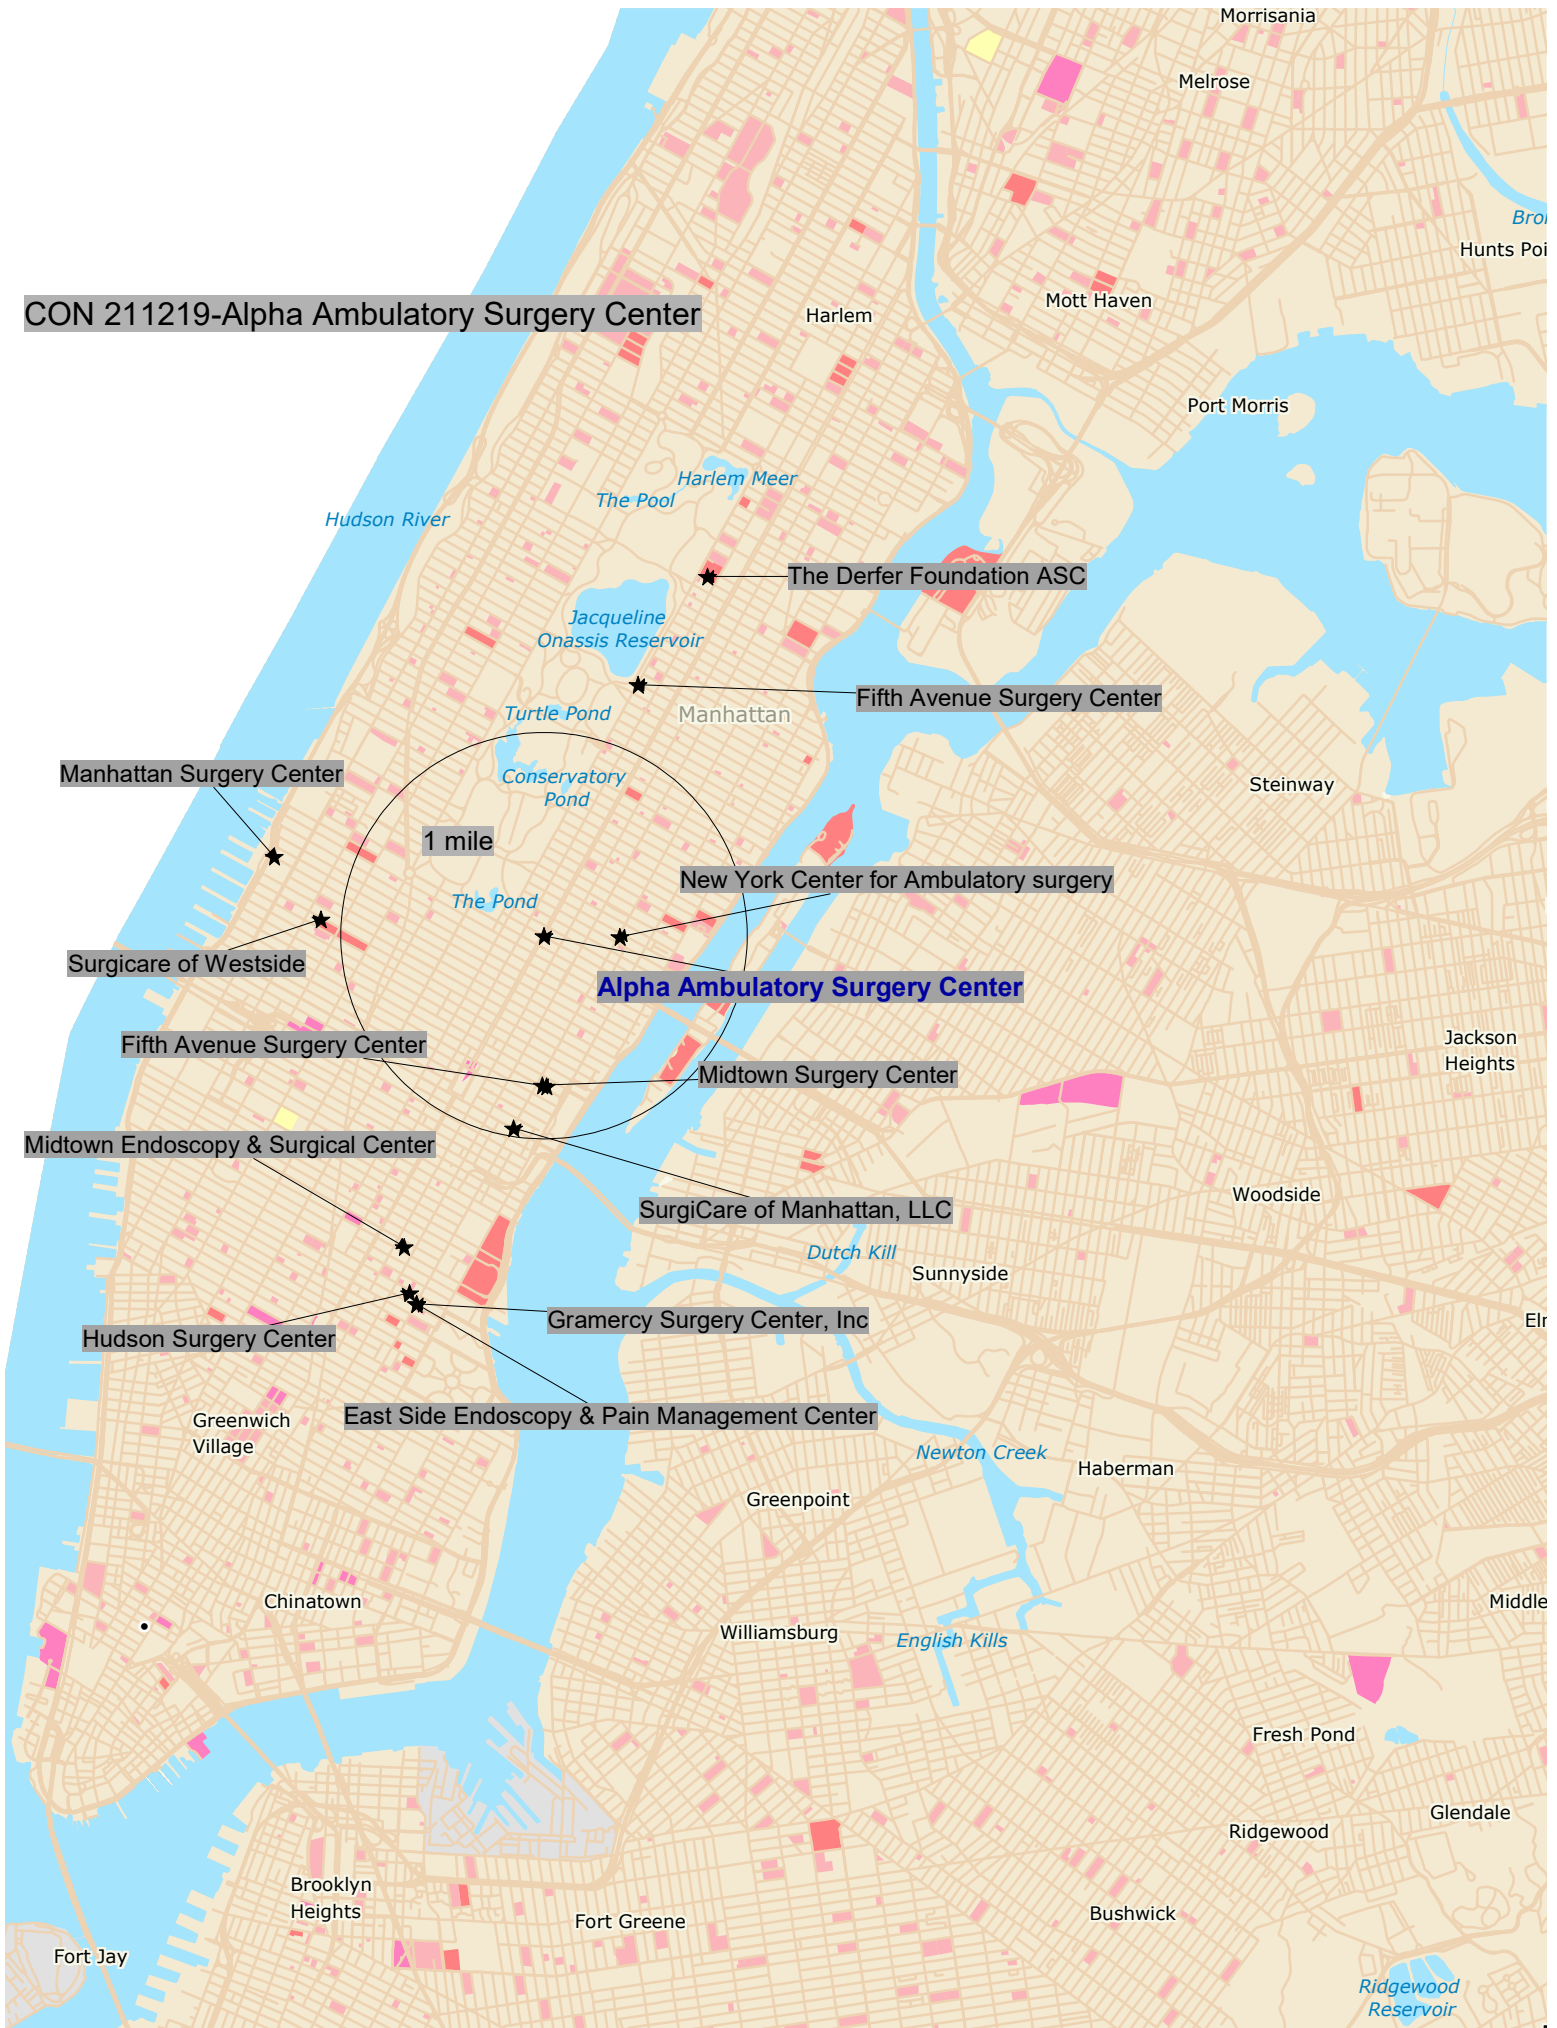 Morrisania
Melrose
Hunts Poi
Mott Haven
CON 211219-Alpha Ambulatory Surgery Center
Harlem
Port Morris
Harlem Meer
The Pool
Hudson River
The Derfer Foundation ASC
Jacqueline
Onassis Reservoir
Fifth Avenue Surgery Center
Turtle Pond
Manhattan
Manhattan Surgery Center
Conservatory
Pond
Steinway
1 mile
New York Center for Ambulatory surgery
The Pond
Surgicare of Westside
Alpha Ambulatory Surgery Center
Fifth Avenue Surgery Center
Jackson
Heights
Midtown Surgery Center
Midtown Endoscopy & Surgical Center
Woodside
SurgiCare of Manhattan, LLC
Dutch Kill
Sunnyside
Gramercy Surgery Center, Inc
Hudson Surgery Center
East Side Endoscopy & Pain Management Center
Greenwich
Village
Newton Creek
Haberman
Greenpoint
Chinatown
Middle
Williamsburg
English Kills
Fresh Pond
Glendale
Ridgewood
Brooklyn
Heights
Bushwick
Fort Greene
Fort Jay
Ridgewood
Reservoir